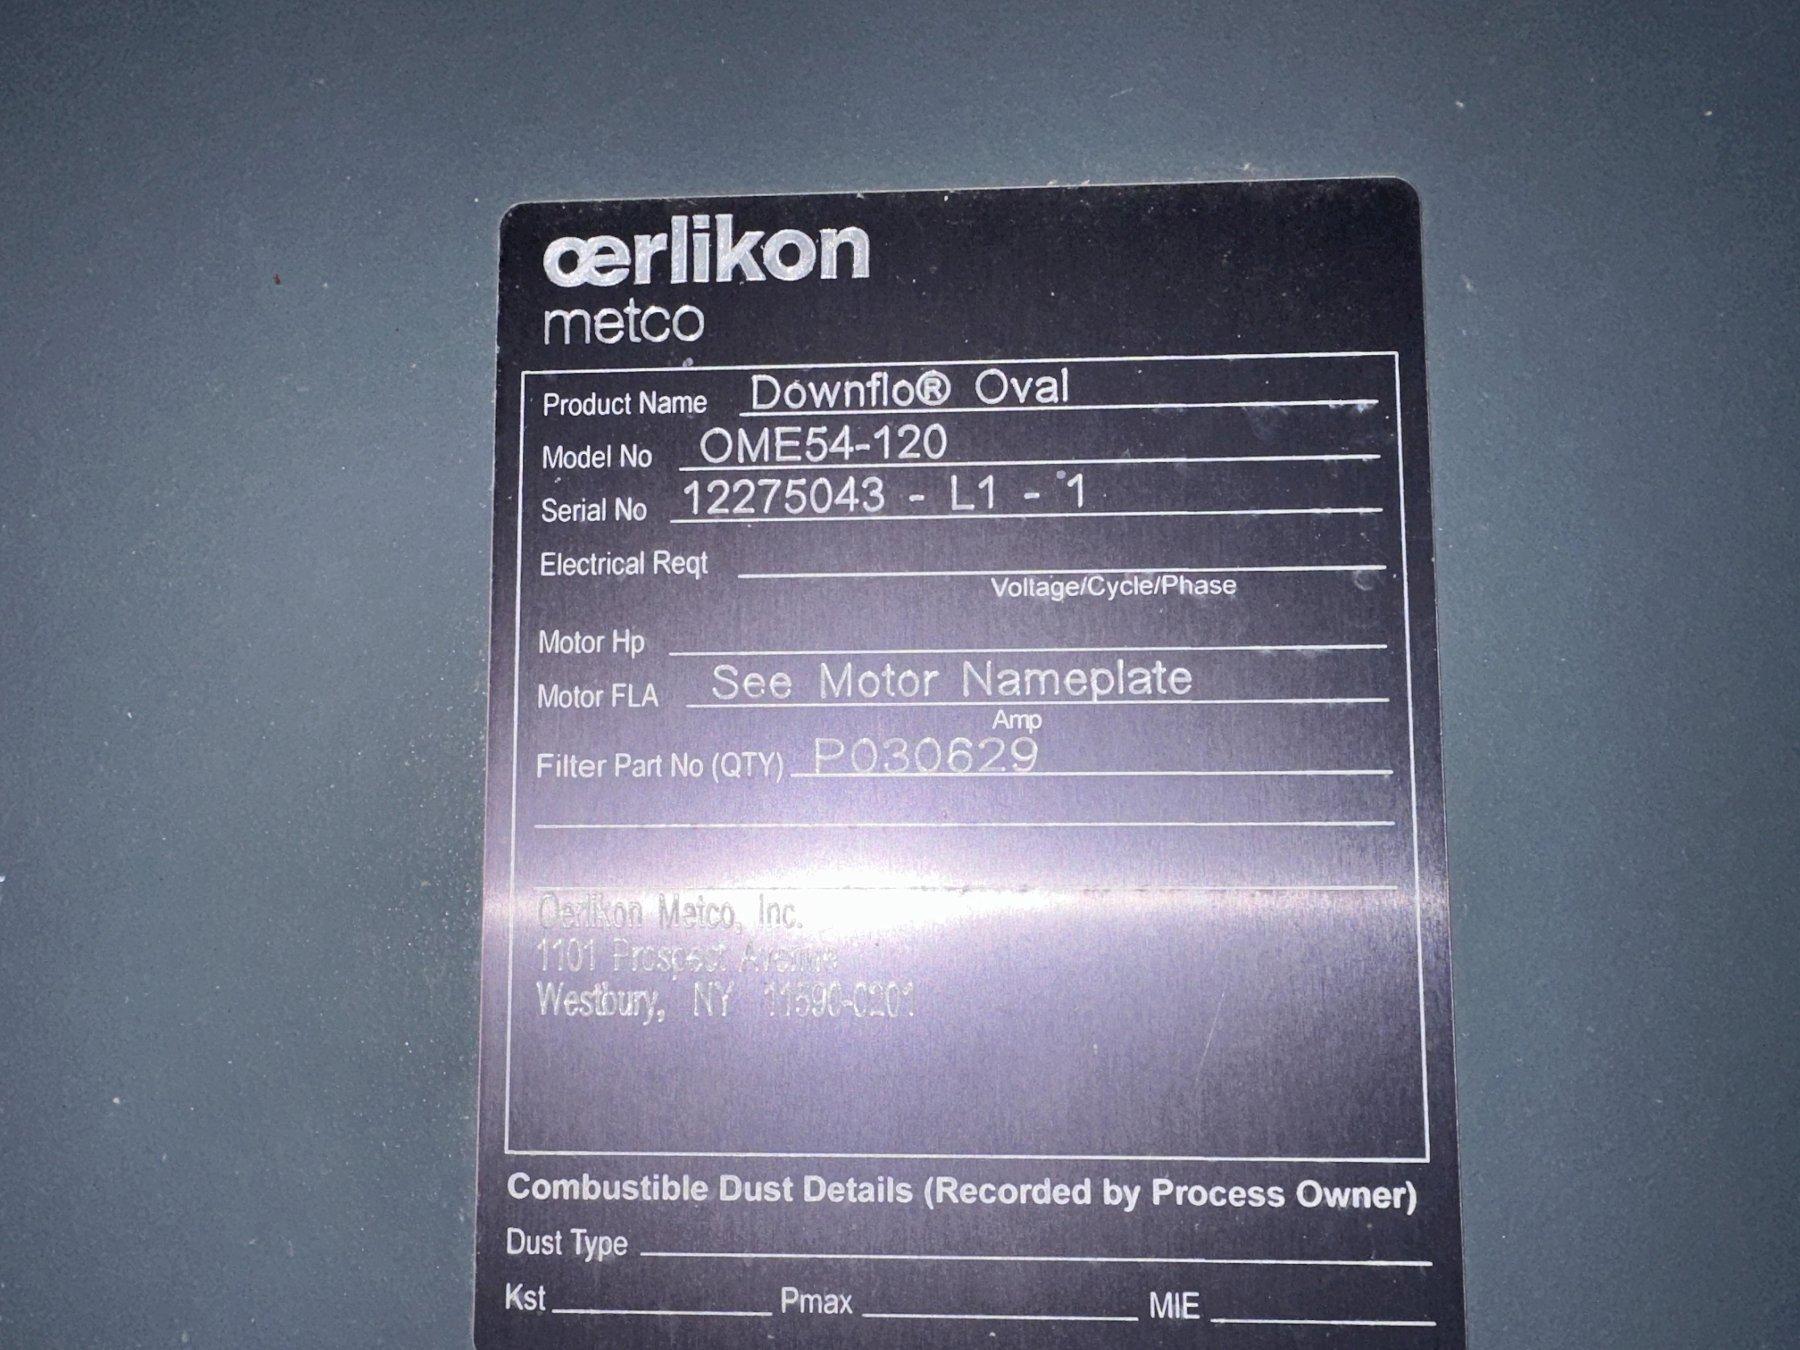 œrlikon
metco
Product Name Downflo® Oval
Model No OME54-120
Serial No 12275043 - L1 - 1
Electrical Reqt
Voltage/Cycle/Phase
Motor Hp
Motor FLA See Motor Nameplate
Amp
Filter Part No (QTY) P030629
Oerlikon Metco, Inc.
1101 Prospect Avenue
Westbury, NY 11590-0201
Combustible Dust Details (Recorded by Process Owner)
Dust Type
Kst Pmax MIE